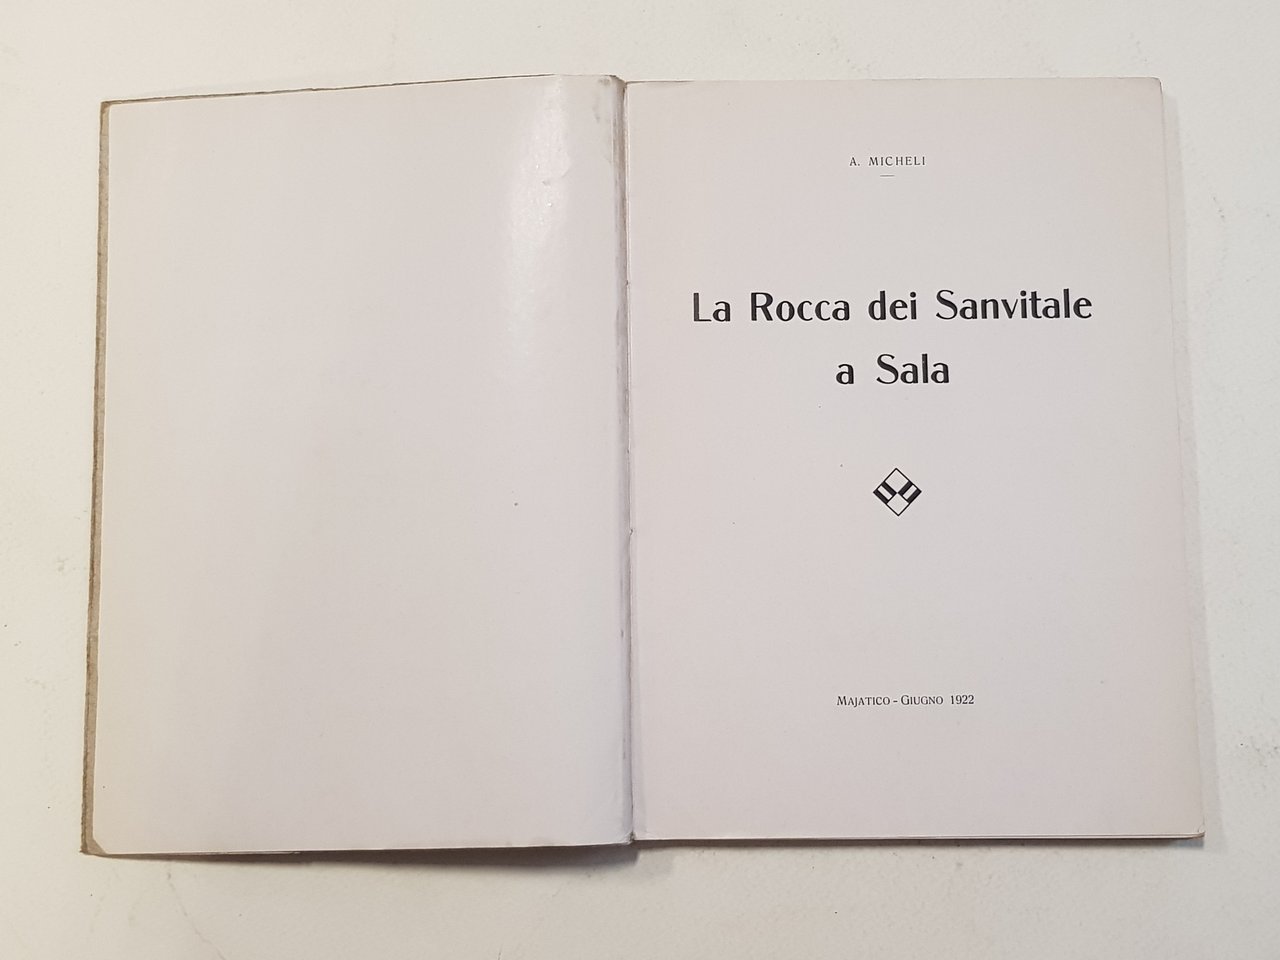 A. MICHELI
La Rocca dei Sanvitale
a Sala
MAJATICO - GIUGNO 1922